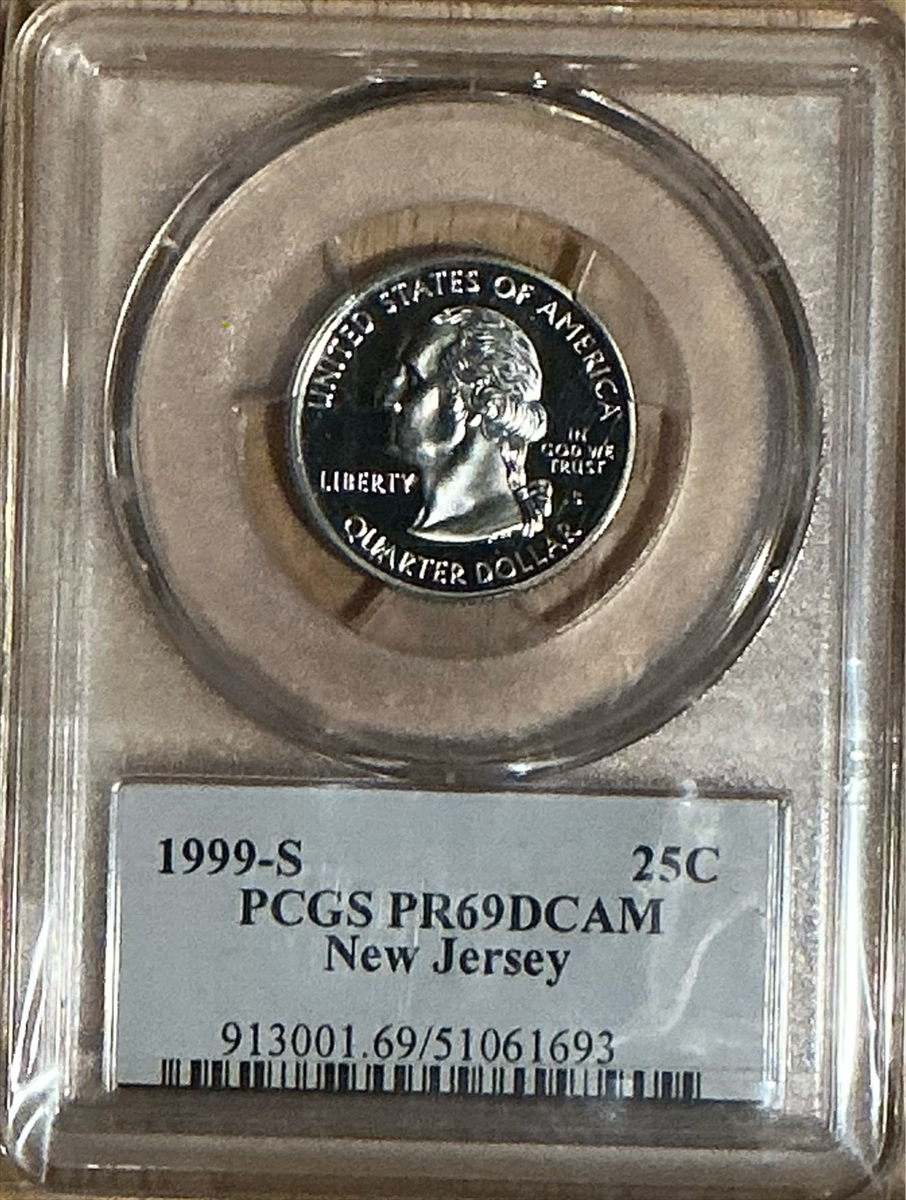 UNITED STATES OF AMERICA
LIBERTY
IN
GOD WE
TRUST
S
QUARTER DOLLAR
1999-S 25C
PCGS PR69DCAM
New Jersey
913001.69/51061693